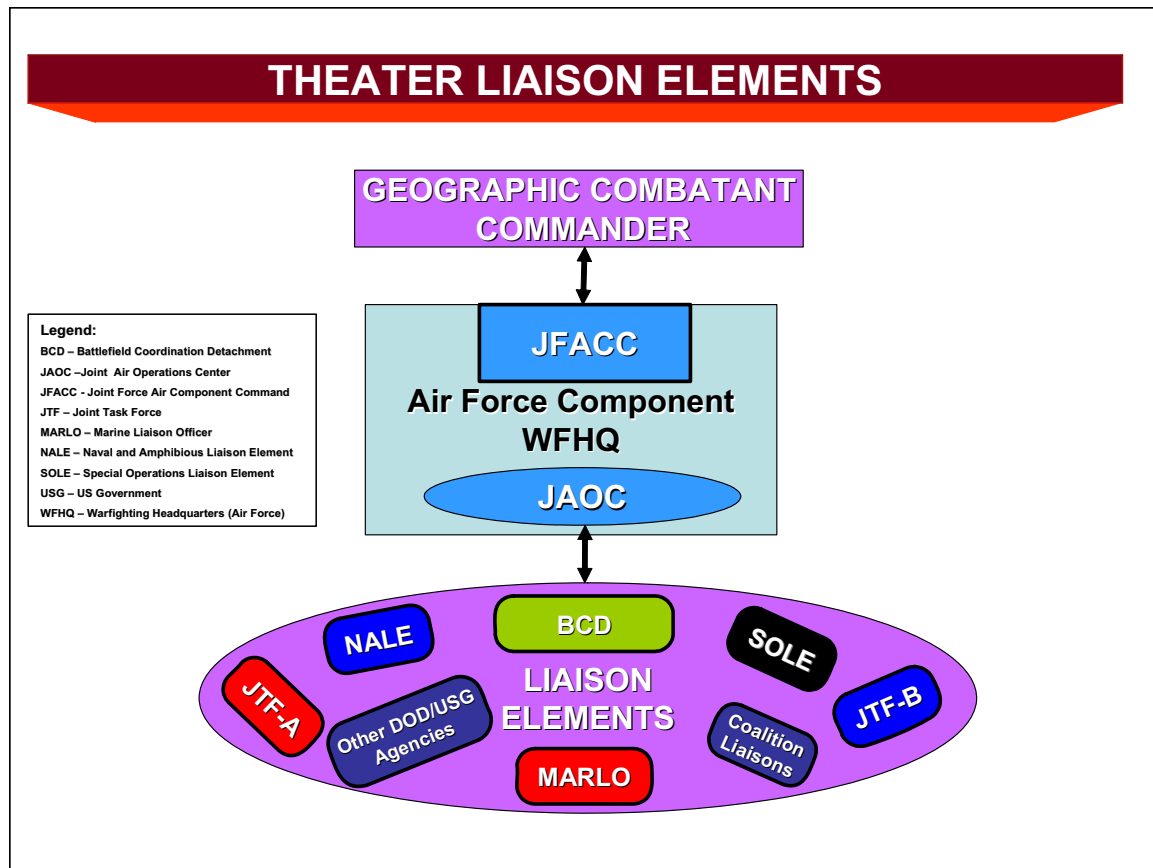 THEATER LIAISON ELEMENTS
GEOGRAPHIC COMBATANT
COMMANDER
JFACC
Air Force Component
WFHQ
JAOC
Legend:
BCD – Battlefield Coordination Detachment
JAOC –Joint Air Operations Center
JFACC - Joint Force Air Component Command
JTF – Joint Task Force
MARLO – Marine Liaison Officer
NALE – Naval and Amphibious Liaison Element
SOLE – Special Operations Liaison Element
USG – US Government
WFHQ – Warfighting Headquarters (Air Force)
NALE
BCD
SOLE
JTF-A
Other DOD/USG
Agencies
LIAISON
ELEMENTS
MARLO
Coalition
Liaisons
JTF-B